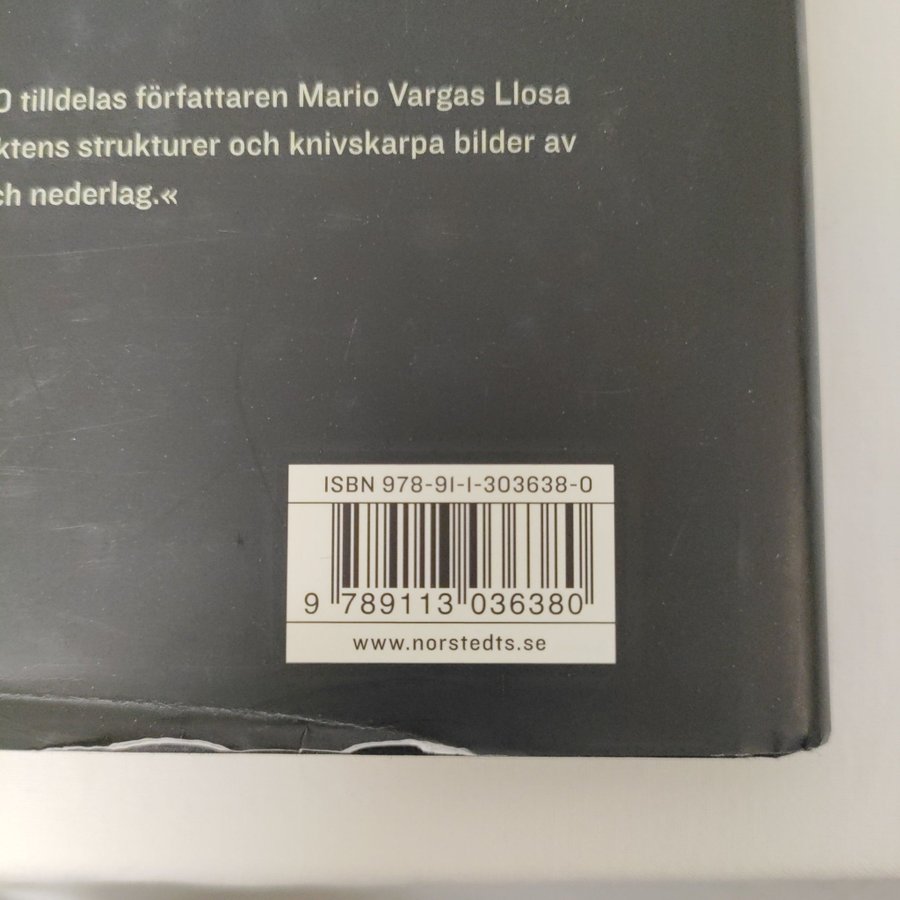 0 tilldelas författaren Mario Vargas Llosa
ktens strukturer och knivskarpa bilder av
ch nederlag.«
ISBN 978-91-1-303638-0
9 789113 036380
www.norstedts.se